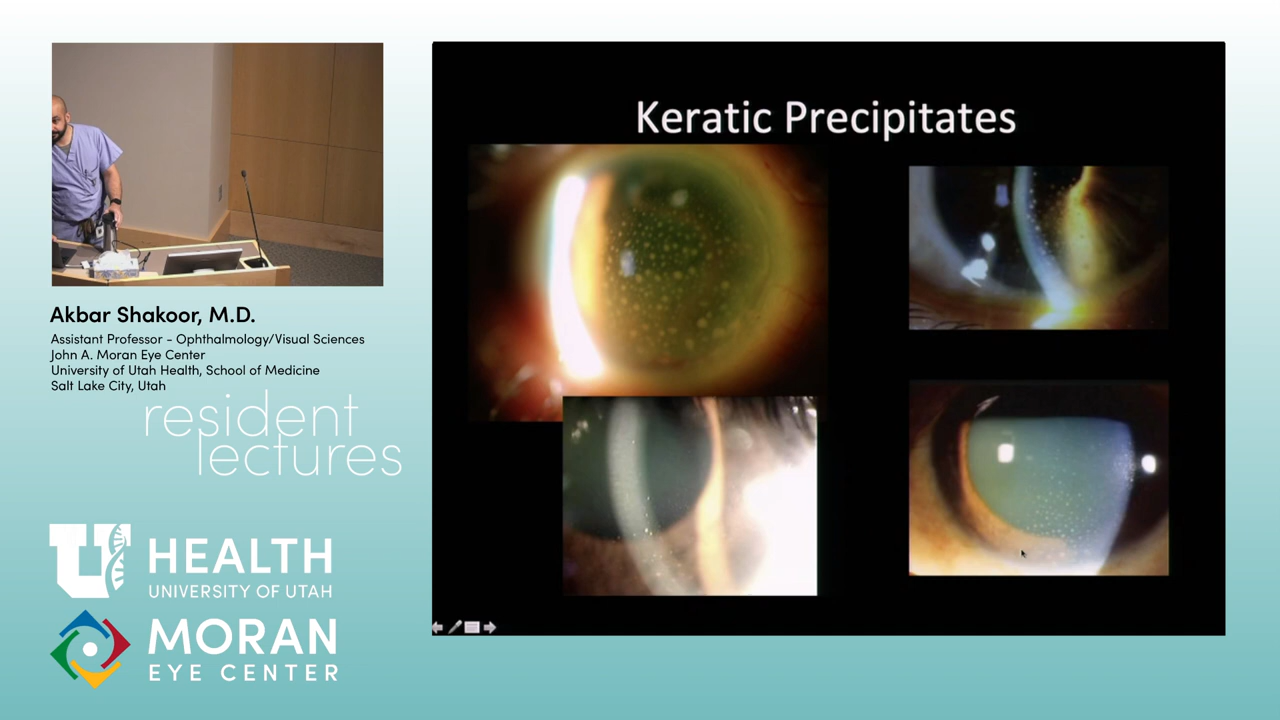 Keratic Precipitates
Akbar Shakoor, M.D.
Assistant Professor - Ophthalmology/Visual Sciences
John A. Moran Eye Center
University of Utah Health, School of Medicine
Salt Lake City, Utah
resident
lectures
U
HEALTH
UNIVERSITY OF UTAH
MORAN
EYE CENTER